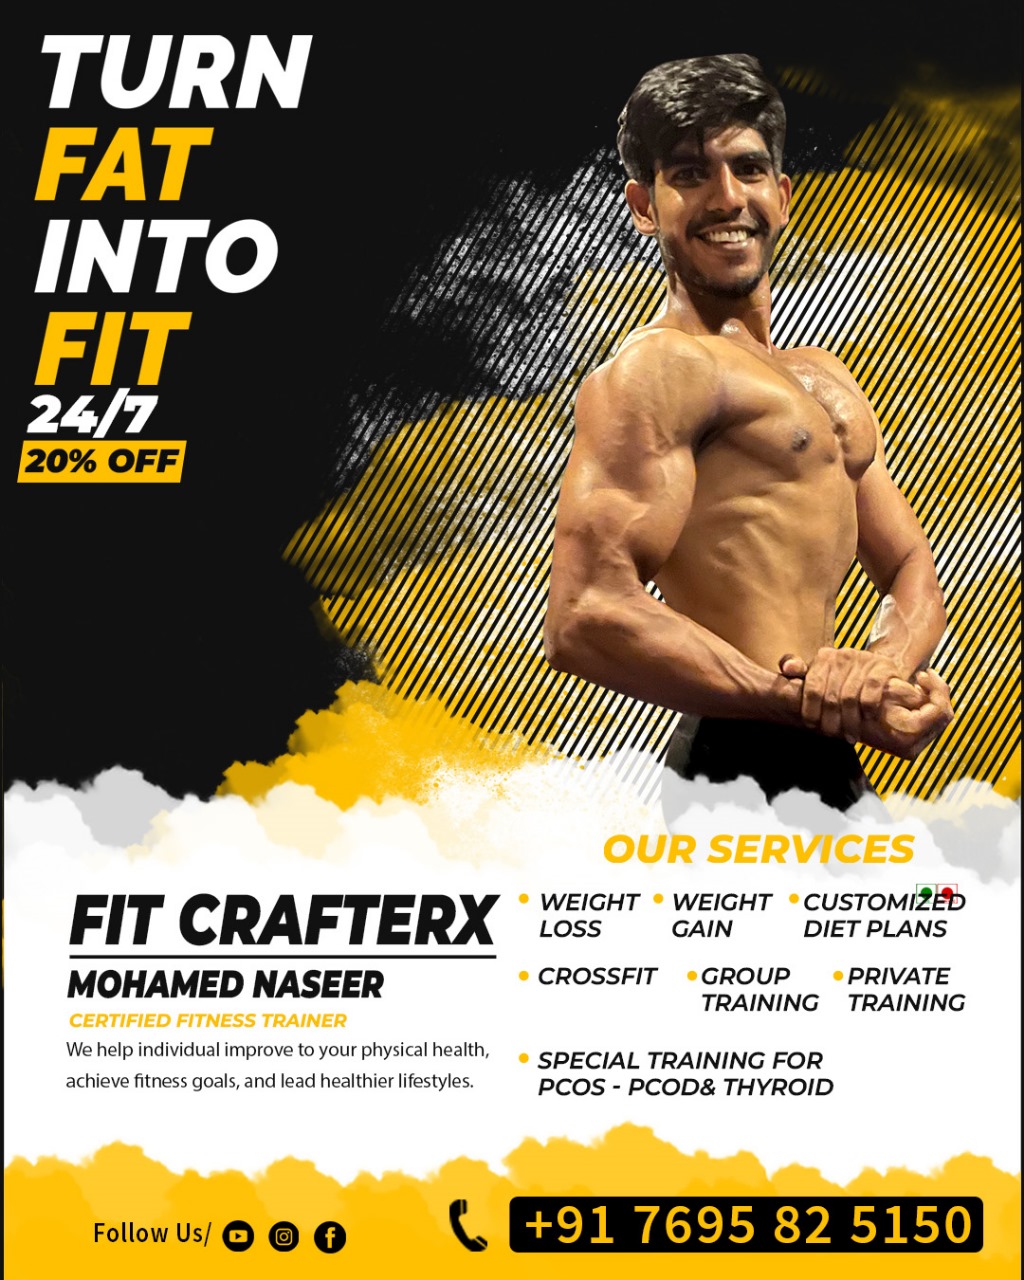 TURN
FAT
INTO
FIT
24/7
20% OFF
FIT CRAFTERX
MOHAMED NASEER
CERTIFIED FITNESS TRAINER
We help individual improve to your physical health,
achieve fitness goals, and lead healthier lifestyles.
OUR SERVICES
WEIGHT
LOSS
WEIGHT
GAIN
CUSTOMIZED
DIET PLANS
CROSSFIT
GROUP
TRAINING
PRIVATE
TRAINING
SPECIAL TRAINING FOR
PCOS - PCOD& THYROID
Follow Us/
+91 7695 82 5150